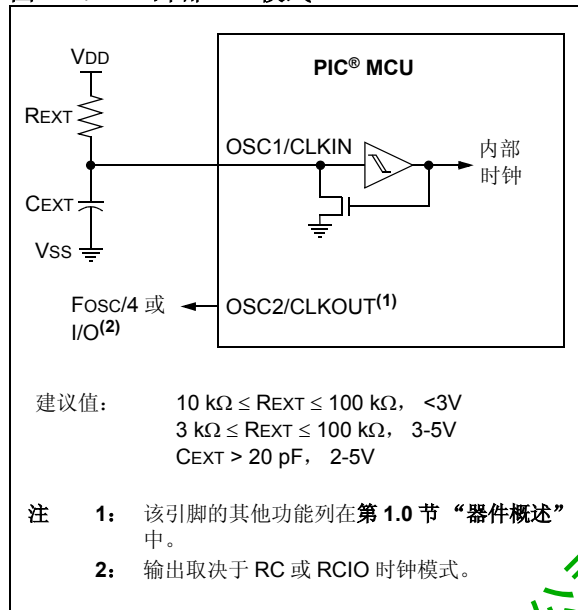 VDD
PIC® MCU
REXT
OSC1/CLKIN
内部
时钟
CEXT
VSS
FOSC/4 或
I/O(2)
OSC2/CLKOUT(1)
建议值： 10 kΩ ≤ REXT ≤ 100 kΩ， <3V
3 kΩ ≤ REXT ≤ 100 kΩ， 3-5V
CEXT > 20 pF， 2-5V
注 1： 该引脚的其他功能列在第 1.0 节 “器件概述”
中。
2： 输出取决于 RC 或 RCIO 时钟模式。